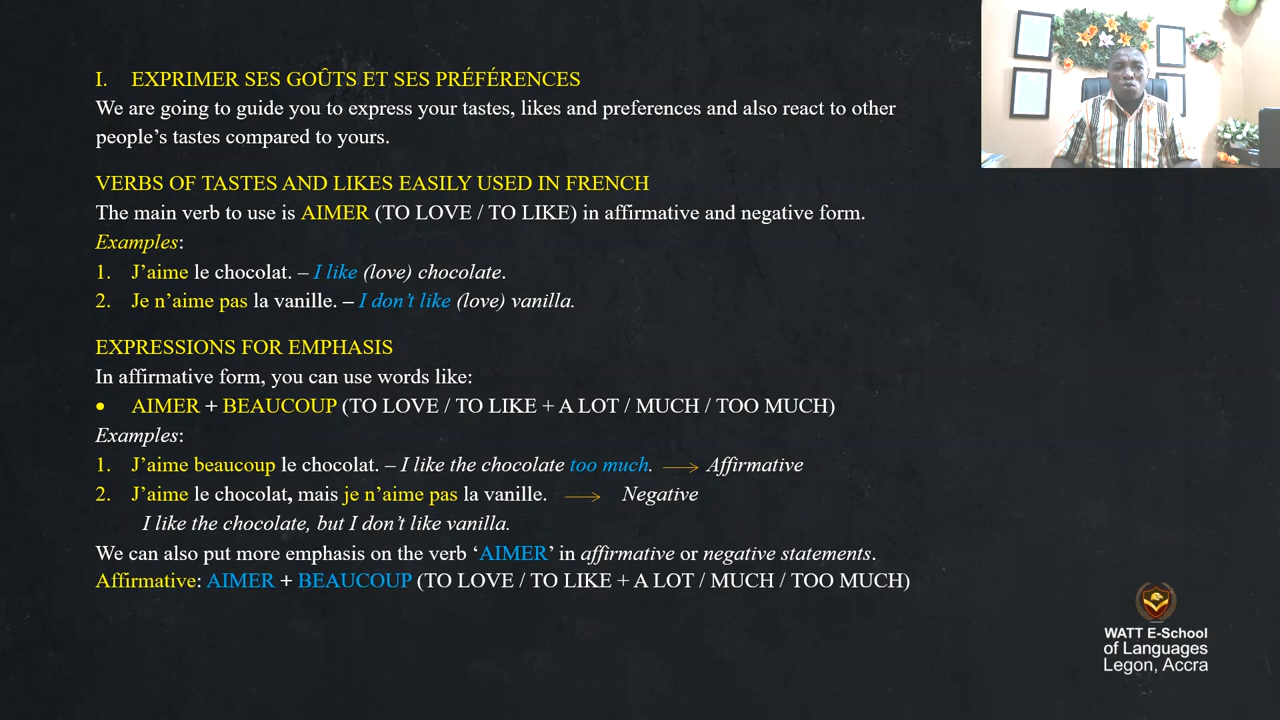 I. EXPRIMER SES GOÛTS ET SES PRÉFÉRENCES
We are going to guide you to express your tastes, likes and preferences and also react to other
people's tastes compared to yours.
VERBS OF TASTES AND LIKES EASILY USED IN FRENCH
The main verb to use is AIMER (TO LOVE / TO LIKE) in affirmative and negative form.
Examples:
1. J'aime le chocolat. – I like (love) chocolate.
2. Je n'aime pas la vanille. – I don't like (love) vanilla.
EXPRESSIONS FOR EMPHASIS
In affirmative form, you can use words like:
• AIMER + BEAUCOUP (TO LOVE / TO LIKE + A LOT / MUCH / TOO MUCH)
Examples:
1. J'aime beaucoup le chocolat. – I like the chocolate too much. → Affirmative
2. J'aime le chocolat, mais je n'aime pas la vanille. → Negative
I like the chocolate, but I don't like vanilla.
We can also put more emphasis on the verb ‘AIMER’ in affirmative or negative statements.
Affirmative: AIMER + BEAUCOUP (TO LOVE / TO LIKE + A LOT / MUCH / TOO MUCH)
WATT E-School
of Languages
Legon, Accra